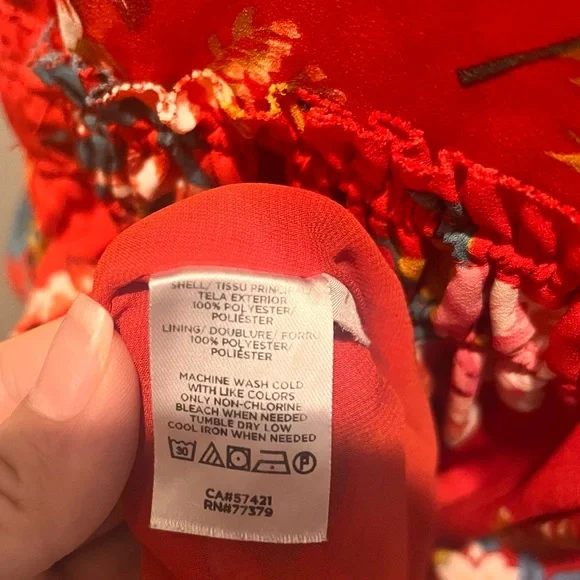 SHELL/ TISSU PRINCIPAL/
TELA EXTERIOR
100% POLYESTER/
POLIÉSTER
LINING/ DOUBLURE/ FORRO
100% POLYESTER/
POLIÉSTER
MACHINE WASH COLD
WITH LIKE COLORS
ONLY NON-CHLORINE
BLEACH WHEN NEEDED
TUMBLE DRY LOW
COOL IRON WHEN NEEDED
30 P
CA#57421
RN#77379